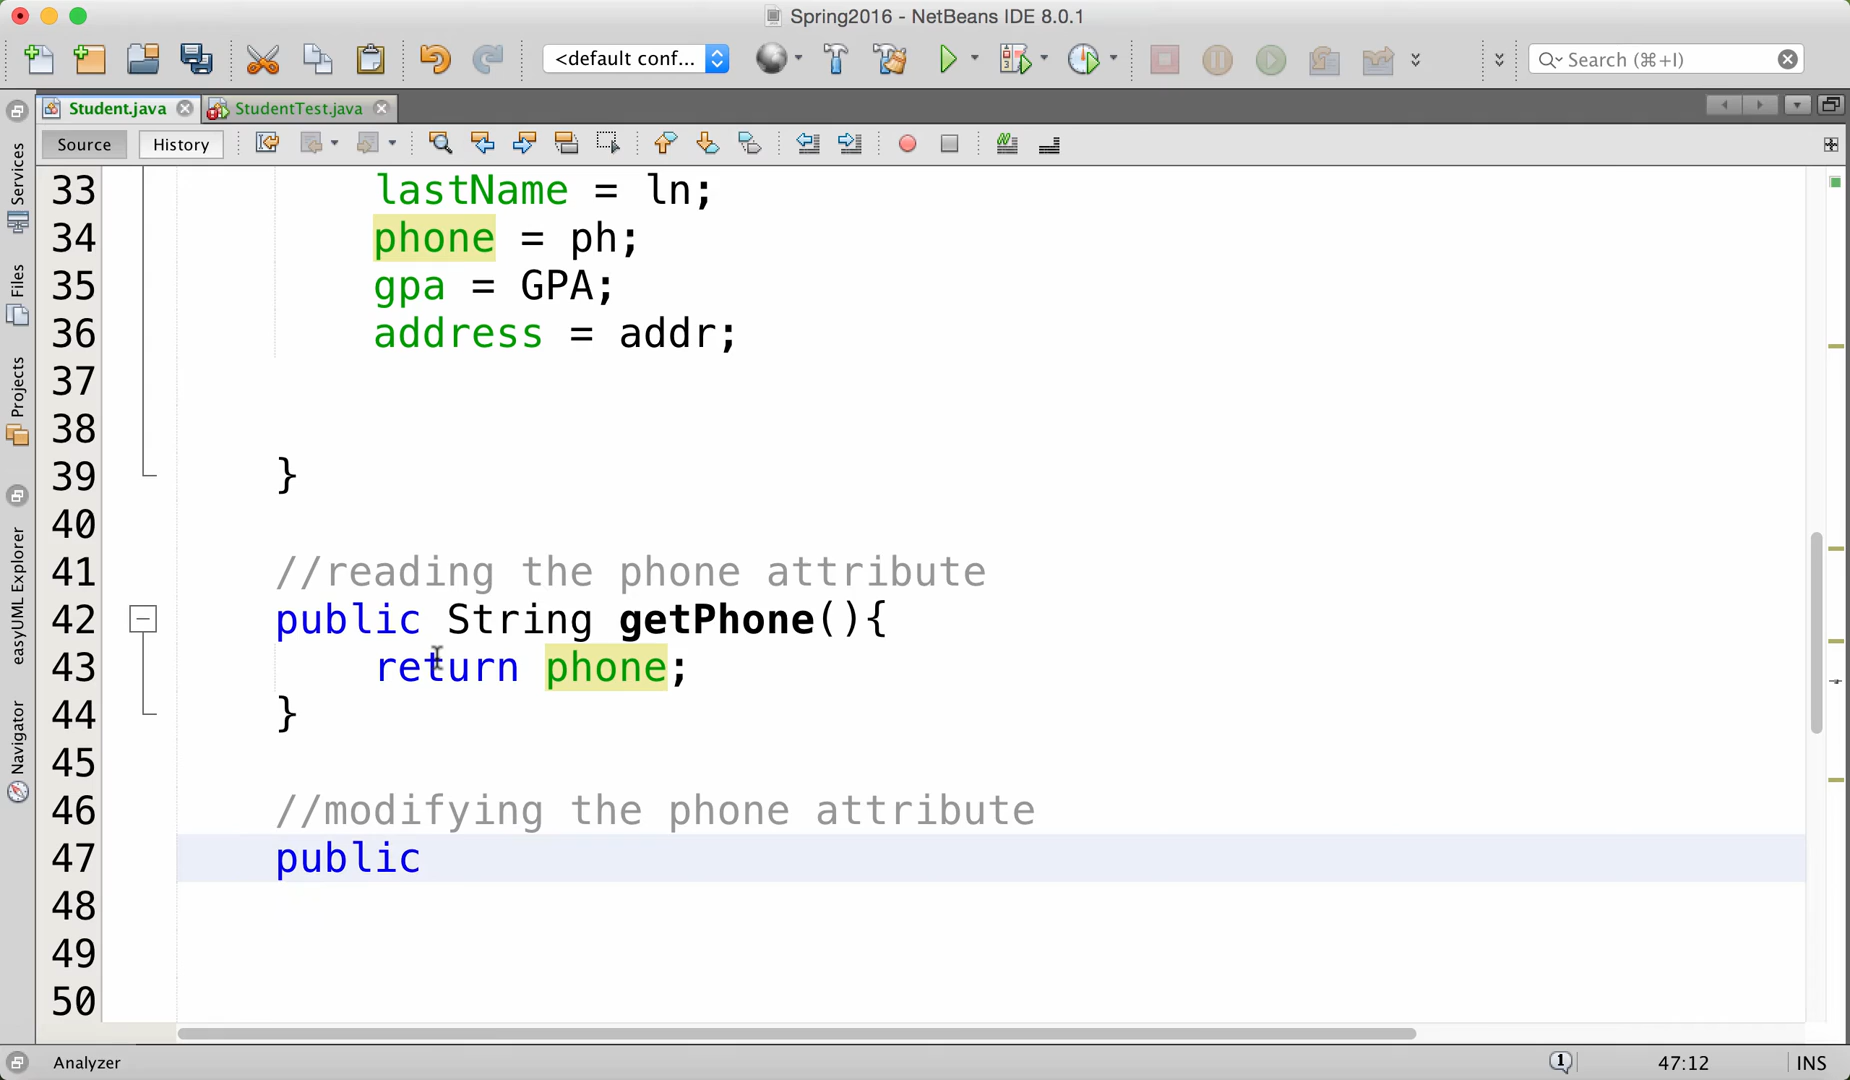 Spring2016 - NetBeans IDE 8.0.1
<default conf...
Search (⌘+I)
Student.java
StudentTest.java
Source
History
Services
Files
Projects
easyUML Explorer
Navigator
33 lastName = ln;
34 phone = ph;
35 gpa = GPA;
36 address = addr;
37
38
39 }
40
41 //reading the phone attribute
42 public String getPhone(){
43 return phone;
44 }
45
46 //modifying the phone attribute
47 public
48
49
50
Analyzer
1
47:12
INS